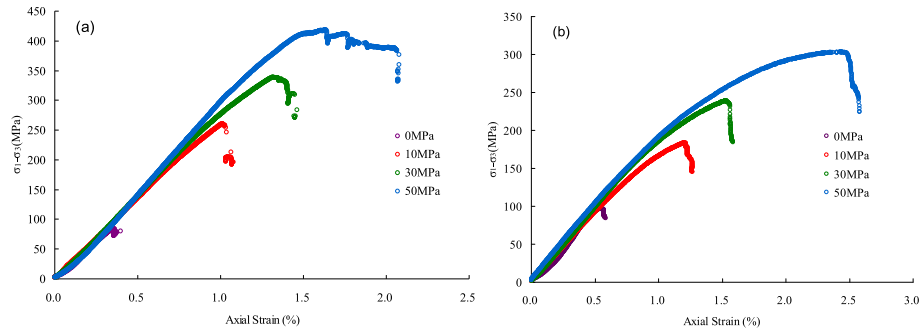 (a)
450
400
350
300
250
200
150
100
50
0
σ1-σ3(MPa)
0.0 0.5 1.0 1.5 2.0 2.5
Axial Strain (%)
0MPa
10MPa
30MPa
50MPa
(b)
350
300
250
200
150
100
50
0
σ1-σ3(MPa)
0.0 0.5 1.0 1.5 2.0 2.5 3.0
Axial Strain (%)
0MPa
10MPa
30MPa
50MPa